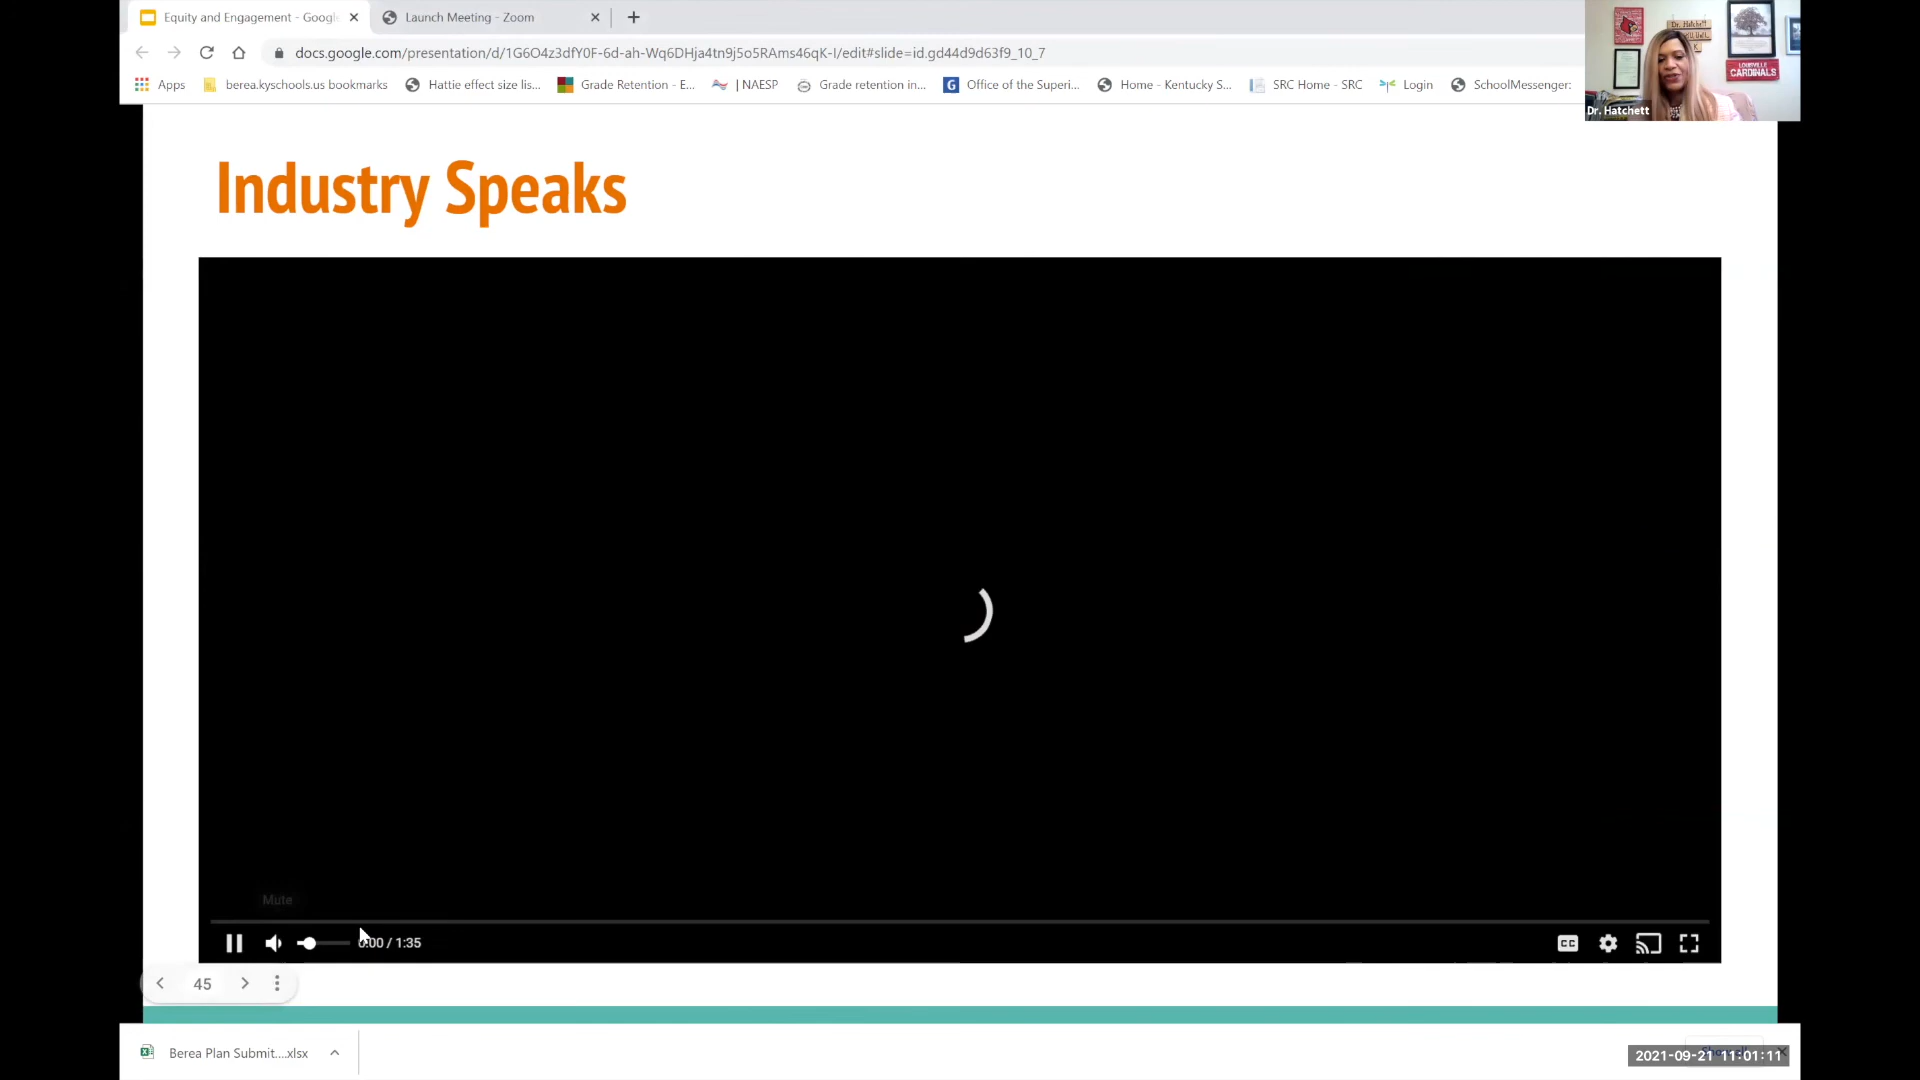 Equity and Engagement - Googl
Launch Meeting - Zoom
docs.google.com/presentation/d/1G6O4z3dfY0F-6d-ah-Wq6DHja4tn9j5o5RAms46qK-I/edit#slide=id.gd44d9d63f9_10_7
Apps
berea.kyschools.us bookmarks
Hattie effect size lis...
Grade Retention - E...
| NAESP
Grade retention in...
Office of the Superi...
Home - Kentucky S...
SRC Home - SRC
Login
SchoolMessenger:
Dr. Hatchett
LOUISVILLE
CARDINALS
Dr. Hatchett
Industry Speaks
Mute
0:00 / 1:35
CC
45
Berea Plan Submit....xlsx
2021-09-21 11:01:11